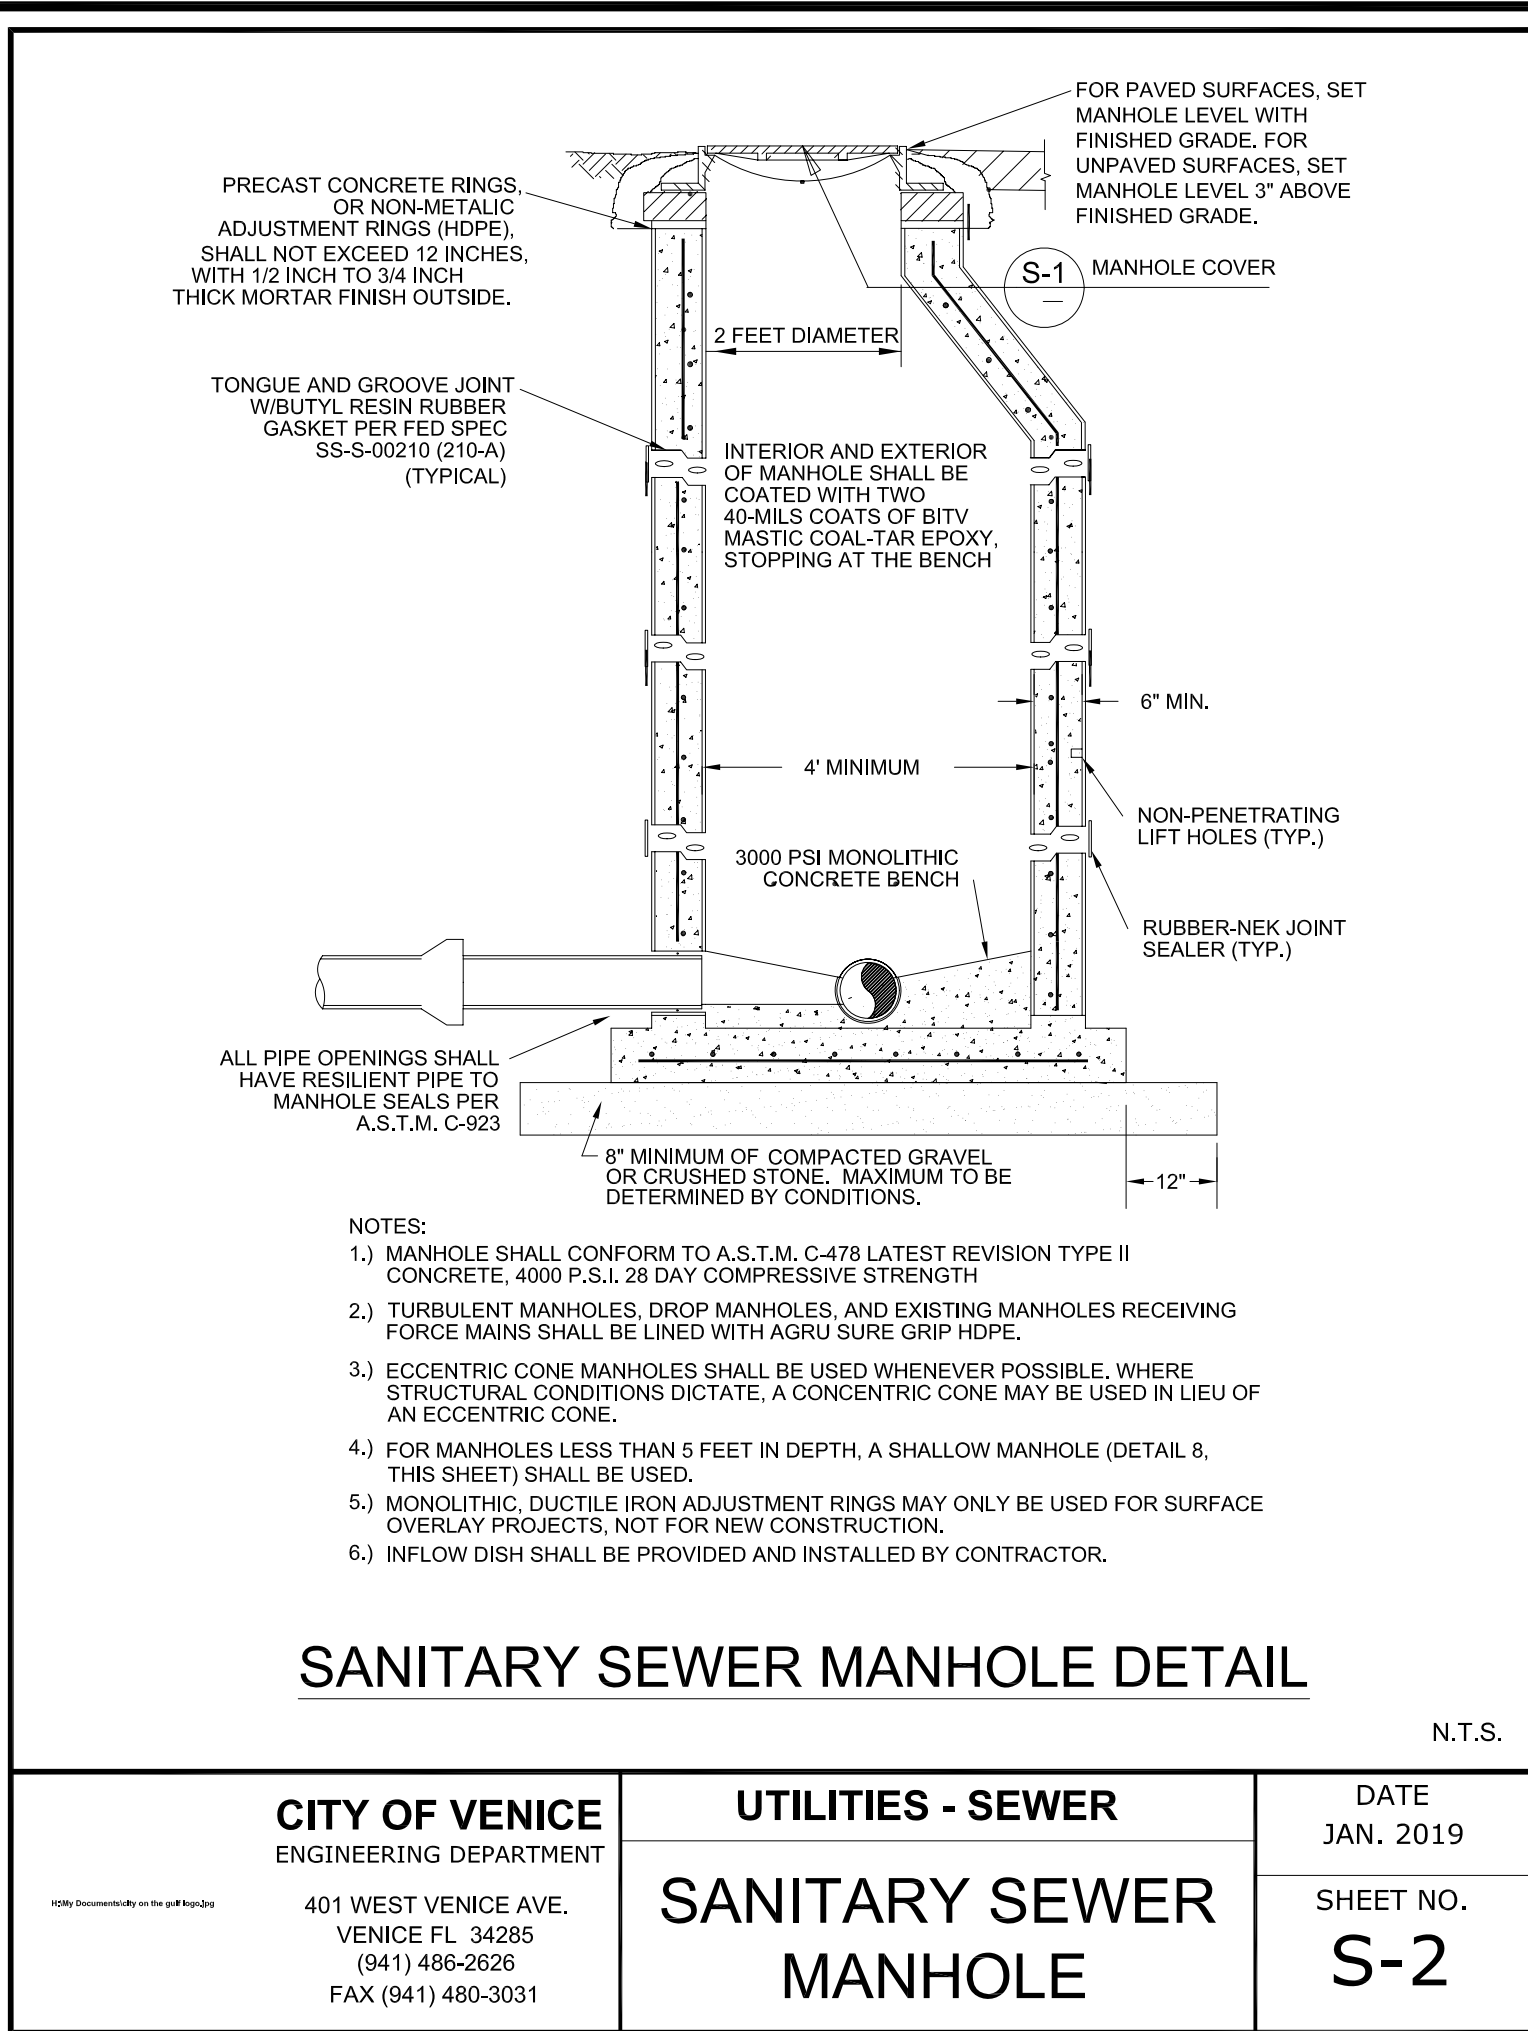 FOR PAVED SURFACES, SET
MANHOLE LEVEL WITH
FINISHED GRADE. FOR
UNPAVED SURFACES, SET
MANHOLE LEVEL 3" ABOVE
FINISHED GRADE.
PRECAST CONCRETE RINGS,
OR NON-METALIC
ADJUSTMENT RINGS (HDPE),
SHALL NOT EXCEED 12 INCHES,
WITH 1/2 INCH TO 3/4 INCH
THICK MORTAR FINISH OUTSIDE.
S-1
MANHOLE COVER
2 FEET DIAMETER
TONGUE AND GROOVE JOINT
W/BUTYL RESIN RUBBER
GASKET PER FED SPEC
SS-S-00210 (210-A)
(TYPICAL)
INTERIOR AND EXTERIOR
OF MANHOLE SHALL BE
COATED WITH TWO
40-MILS COATS OF BITV
MASTIC COAL-TAR EPOXY,
STOPPING AT THE BENCH
6" MIN.
4' MINIMUM
NON-PENETRATING
LIFT HOLES (TYP.)
3000 PSI MONOLITHIC
CONCRETE BENCH
RUBBER-NEK JOINT
SEALER (TYP.)
ALL PIPE OPENINGS SHALL
HAVE RESILIENT PIPE TO
MANHOLE SEALS PER
A.S.T.M. C-923
8" MINIMUM OF COMPACTED GRAVEL
OR CRUSHED STONE. MAXIMUM TO BE
DETERMINED BY CONDITIONS.
12"
NOTES:
1.) MANHOLE SHALL CONFORM TO A.S.T.M. C-478 LATEST REVISION TYPE II
CONCRETE, 4000 P.S.I. 28 DAY COMPRESSIVE STRENGTH
2.) TURBULENT MANHOLES, DROP MANHOLES, AND EXISTING MANHOLES RECEIVING
FORCE MAINS SHALL BE LINED WITH AGRU SURE GRIP HDPE.
3.) ECCENTRIC CONE MANHOLES SHALL BE USED WHENEVER POSSIBLE. WHERE
STRUCTURAL CONDITIONS DICTATE, A CONCENTRIC CONE MAY BE USED IN LIEU OF
AN ECCENTRIC CONE.
4.) FOR MANHOLES LESS THAN 5 FEET IN DEPTH, A SHALLOW MANHOLE (DETAIL 8,
THIS SHEET) SHALL BE USED.
5.) MONOLITHIC, DUCTILE IRON ADJUSTMENT RINGS MAY ONLY BE USED FOR SURFACE
OVERLAY PROJECTS, NOT FOR NEW CONSTRUCTION.
6.) INFLOW DISH SHALL BE PROVIDED AND INSTALLED BY CONTRACTOR.
SANITARY SEWER MANHOLE DETAIL
N.T.S.
H:\My Documents\city on the gulf logo.jpg
CITY OF VENICE
ENGINEERING DEPARTMENT
401 WEST VENICE AVE.
VENICE FL 34285
(941) 486-2626
FAX (941) 480-3031
UTILITIES - SEWER
SANITARY SEWER
MANHOLE
DATE
JAN. 2019
SHEET NO.
S-2